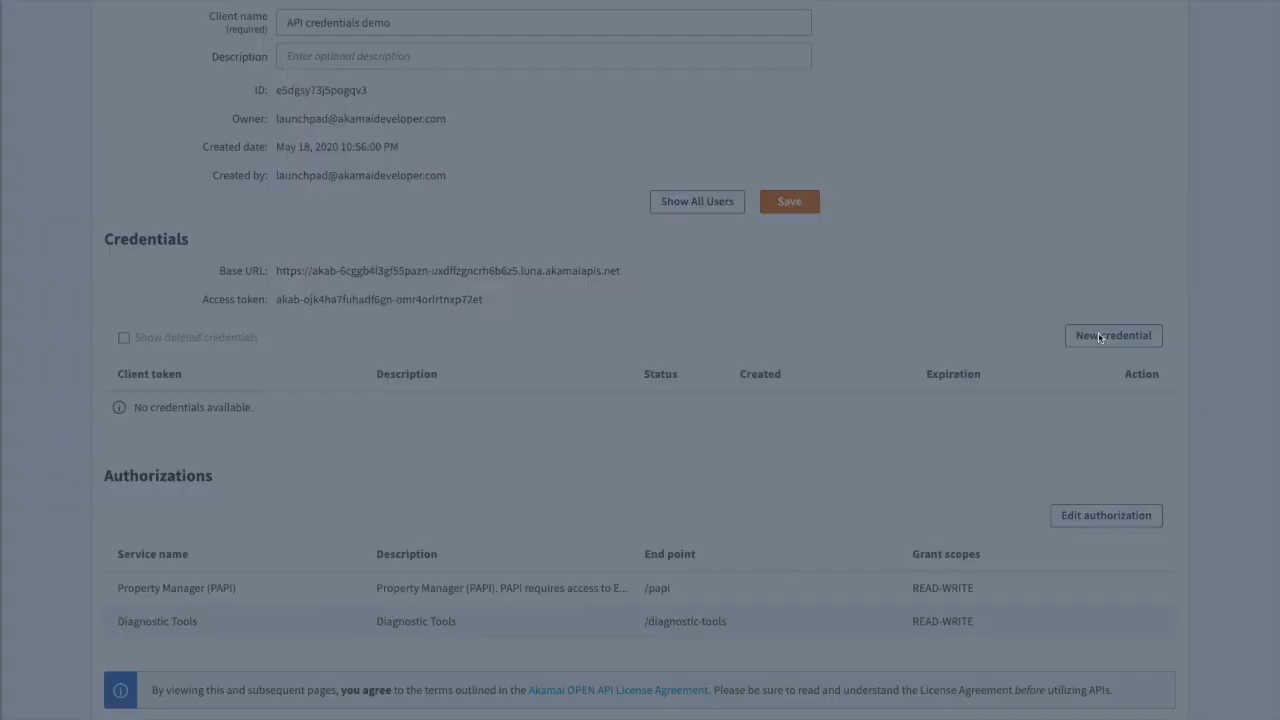 Client name
(required)
API credentials demo
Description
Enter optional description
ID: e5dgsy73j5pogqv3
Owner: launchpad@akamaideveloper.com
Created date: May 18, 2020 10:56:00 PM
Created by: launchpad@akamaideveloper.com
Show All Users
Save
Credentials
Base URL: https://akab-6cggb4l3gf55pazn-uxdffzgncrh6b6z5.luna.akamaiapis.net
Access token: akab-ojk4ha7fuhadf6gn-omr4orlrtnxp72et
Show deleted credentials
New credential
Client token Description Status Created Expiration Action
No credentials available.
Authorizations
Edit authorization
Service name Description End point Grant scopes
Property Manager (PAPI) Property Manager (PAPI). PAPI requires access to E... /papi READ-WRITE
Diagnostic Tools Diagnostic Tools /diagnostic-tools READ-WRITE
By viewing this and subsequent pages, you agree to the terms outlined in the Akamai OPEN API License Agreement. Please be sure to read and understand the License Agreement before utilizing APIs.